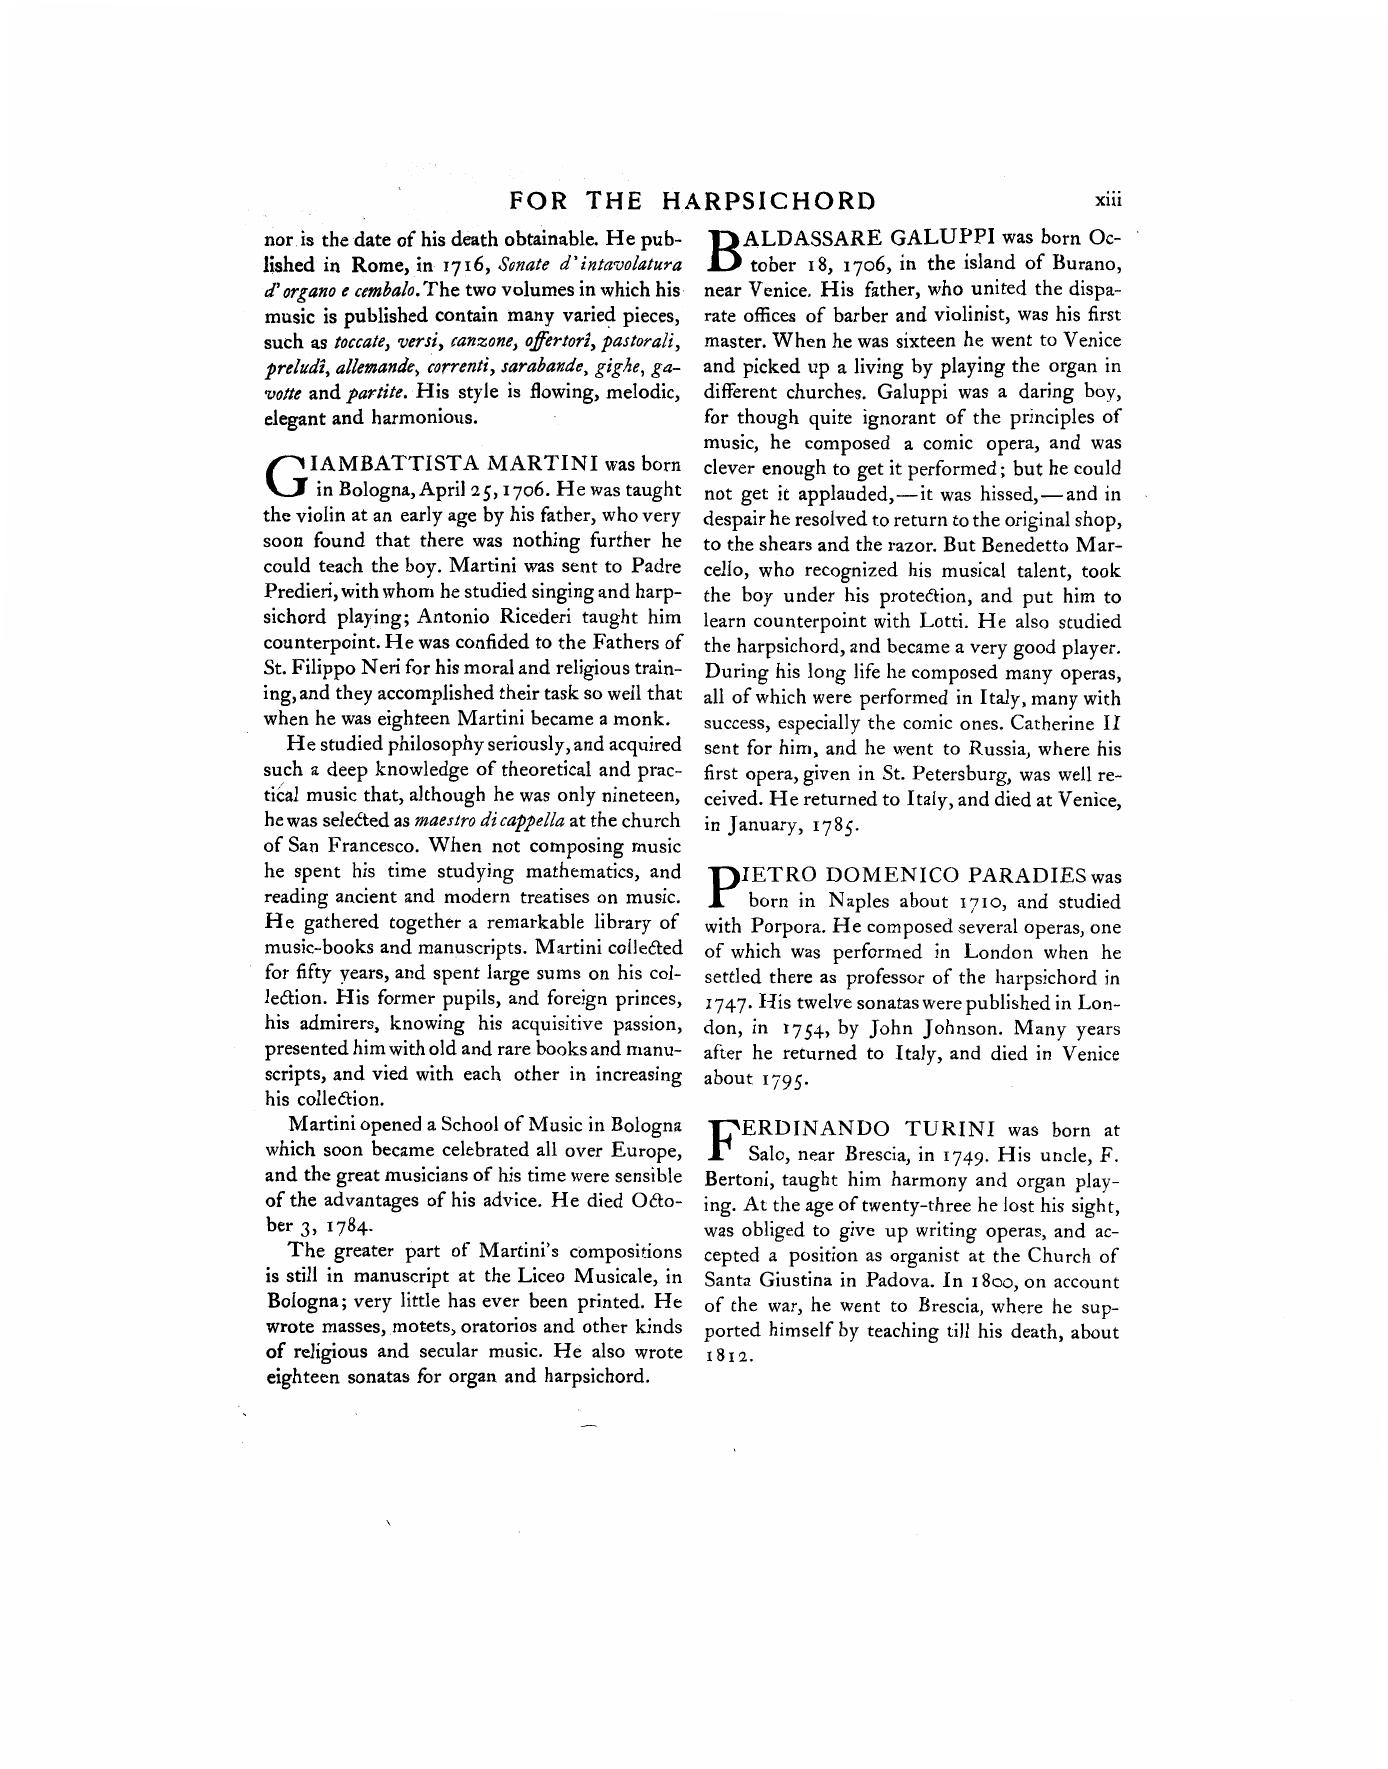 FOR THE HARPSICHORD xiii
nor is the date of his death obtainable. He pub-
lished in Rome, in 1716, Sonate d'intavolatura
d'organo e cembalo. The two volumes in which his
music is published contain many varied pieces,
such as toccate, versi, canzone, offertorî, pastorali,
preludî, allemande, correnti, sarabande, gighe, ga-
votte and partite. His style is flowing, melodic,
elegant and harmonious.
GIAMBATTISTA MARTINI was born
in Bologna, April 25, 1706. He was taught
the violin at an early age by his father, who very
soon found that there was nothing further he
could teach the boy. Martini was sent to Padre
Predieri, with whom he studied singing and harp-
sichord playing; Antonio Ricederi taught him
counterpoint. He was confided to the Fathers of
St. Filippo Neri for his moral and religious train-
ing, and they accomplished their task so well that
when he was eighteen Martini became a monk.
He studied philosophy seriously, and acquired
such a deep knowledge of theoretical and prac-
tical music that, although he was only nineteen,
he was selected as maestro di cappella at the church
of San Francesco. When not composing music
he spent his time studying mathematics, and
reading ancient and modern treatises on music.
He gathered together a remarkable library of
music-books and manuscripts. Martini collected
for fifty years, and spent large sums on his col-
lection. His former pupils, and foreign princes,
his admirers, knowing his acquisitive passion,
presented him with old and rare books and manu-
scripts, and vied with each other in increasing
his collection.
Martini opened a School of Music in Bologna
which soon became celebrated all over Europe,
and the great musicians of his time were sensible
of the advantages of his advice. He died Octo-
ber 3, 1784.
The greater part of Martini's compositions
is still in manuscript at the Liceo Musicale, in
Bologna; very little has ever been printed. He
wrote masses, motets, oratorios and other kinds
of religious and secular music. He also wrote
eighteen sonatas for organ and harpsichord.
BALDASSARE GALUPPI was born Oc-
tober 18, 1706, in the island of Burano,
near Venice. His father, who united the dispa-
rate offices of barber and violinist, was his first
master. When he was sixteen he went to Venice
and picked up a living by playing the organ in
different churches. Galuppi was a daring boy,
for though quite ignorant of the principles of
music, he composed a comic opera, and was
clever enough to get it performed; but he could
not get it applauded,—it was hissed,—and in
despair he resolved to return to the original shop,
to the shears and the razor. But Benedetto Mar-
cello, who recognized his musical talent, took
the boy under his protection, and put him to
learn counterpoint with Lotti. He also studied
the harpsichord, and became a very good player.
During his long life he composed many operas,
all of which were performed in Italy, many with
success, especially the comic ones. Catherine II
sent for him, and he went to Russia, where his
first opera, given in St. Petersburg, was well re-
ceived. He returned to Italy, and died at Venice,
in January, 1785.
PIETRO DOMENICO PARADIES was
born in Naples about 1710, and studied
with Porpora. He composed several operas, one
of which was performed in London when he
settled there as professor of the harpsichord in
1747. His twelve sonatas were published in Lon-
don, in 1754, by John Johnson. Many years
after he returned to Italy, and died in Venice
about 1795.
FERDINANDO TURINI was born at
Salo, near Brescia, in 1749. His uncle, F.
Bertoni, taught him harmony and organ play-
ing. At the age of twenty-three he lost his sight,
was obliged to give up writing operas, and ac-
cepted a position as organist at the Church of
Santa Giustina in Padova. In 1800, on account
of the war, he went to Brescia, where he sup-
ported himself by teaching till his death, about
1812.